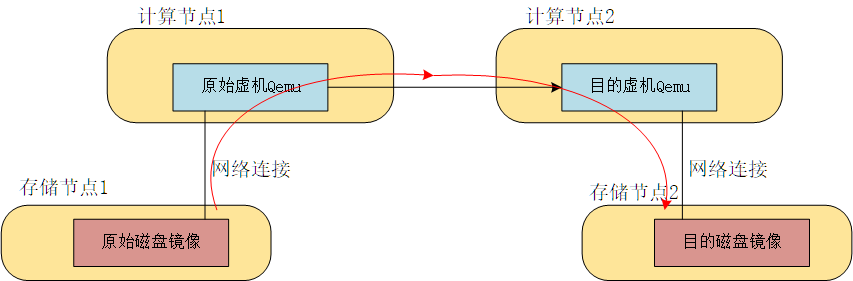 计算节点1
计算节点2
原始虚机Qemu
目的虚机Qemu
网络连接
网络连接
存储节点1
存储节点2
原始磁盘镜像
目的磁盘镜像